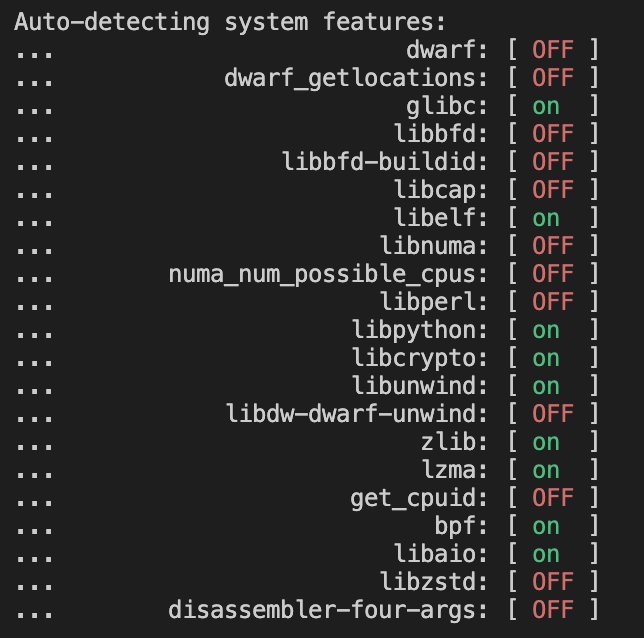 Auto-detecting system features:
... dwarf: [ OFF ]
... dwarf_getlocations: [ OFF ]
... glibc: [ on ]
... libbfd: [ OFF ]
... libbfd-buildid: [ OFF ]
... libcap: [ OFF ]
... libelf: [ on ]
... libnuma: [ OFF ]
... numa_num_possible_cpus: [ OFF ]
... libperl: [ OFF ]
... libpython: [ on ]
... libcrypto: [ on ]
... libunwind: [ on ]
... libdw-dwarf-unwind: [ OFF ]
... zlib: [ on ]
... lzma: [ on ]
... get_cpuid: [ OFF ]
... bpf: [ on ]
... libaio: [ on ]
... libzstd: [ OFF ]
... disassembler-four-args: [ OFF ]